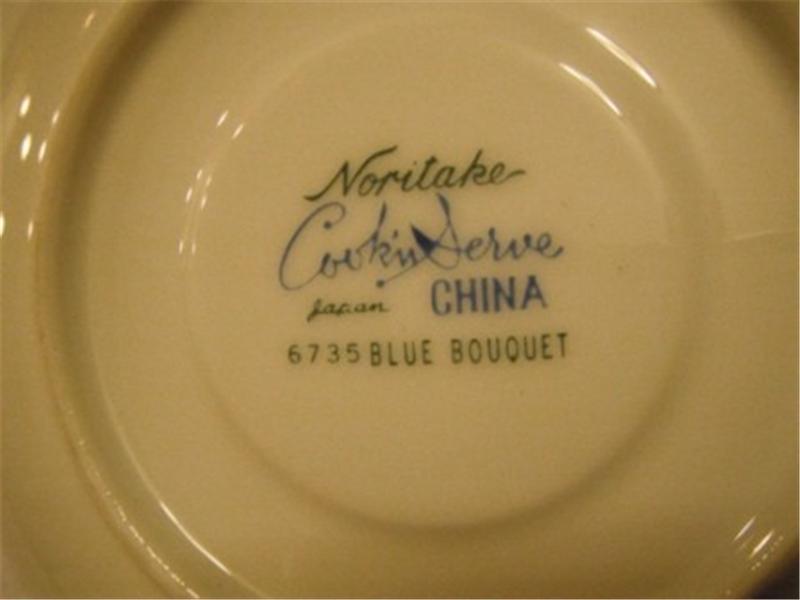 Noritake
Cook'n Serve
Japan CHINA
6735 BLUE BOUQUET